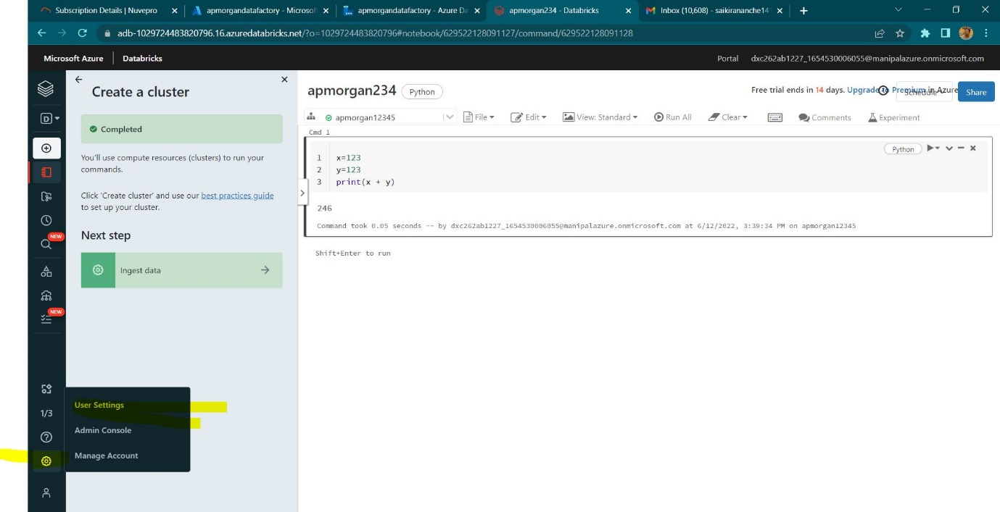 Subscription Details | Nuvepro
apmorgandatafactory - Microsof
apmorgandatafactory - Azure Da
apmorgan234 - Databricks
Inbox (10,608) - saikirananche14
adb-1029724483820796.16.azuredatabricks.net/?o=1029724483820796#notebook/629522128091127/command/629522128091128
Microsoft Azure
Databricks
Portal
dxc262ab1227_1654530006055@manipalazure.onmicrosoft.com
D
NEW
NEW
1/3
Create a cluster
Completed
You'll use compute resources (clusters) to run your
commands.
Click 'Create cluster' and use our best practices guide
to set up your cluster.
Next step
Ingest data
User Settings
Admin Console
Manage Account
apmorgan234
Python
Free trial ends in 14 days. Upgrade to Premium in Azure
Schedule
Share
apmorgan12345
File
Edit
View: Standard
Run All
Clear
Comments
Experiment
Cmd 1
Python
1 x=123
2 y=123
3 print(x + y)
246
Command took 0.05 seconds -- by dxc262ab1227_1654530006055@manipalazure.onmicrosoft.com at 6/12/2022, 3:39:34 PM on apmorgan12345
Shift+Enter to run